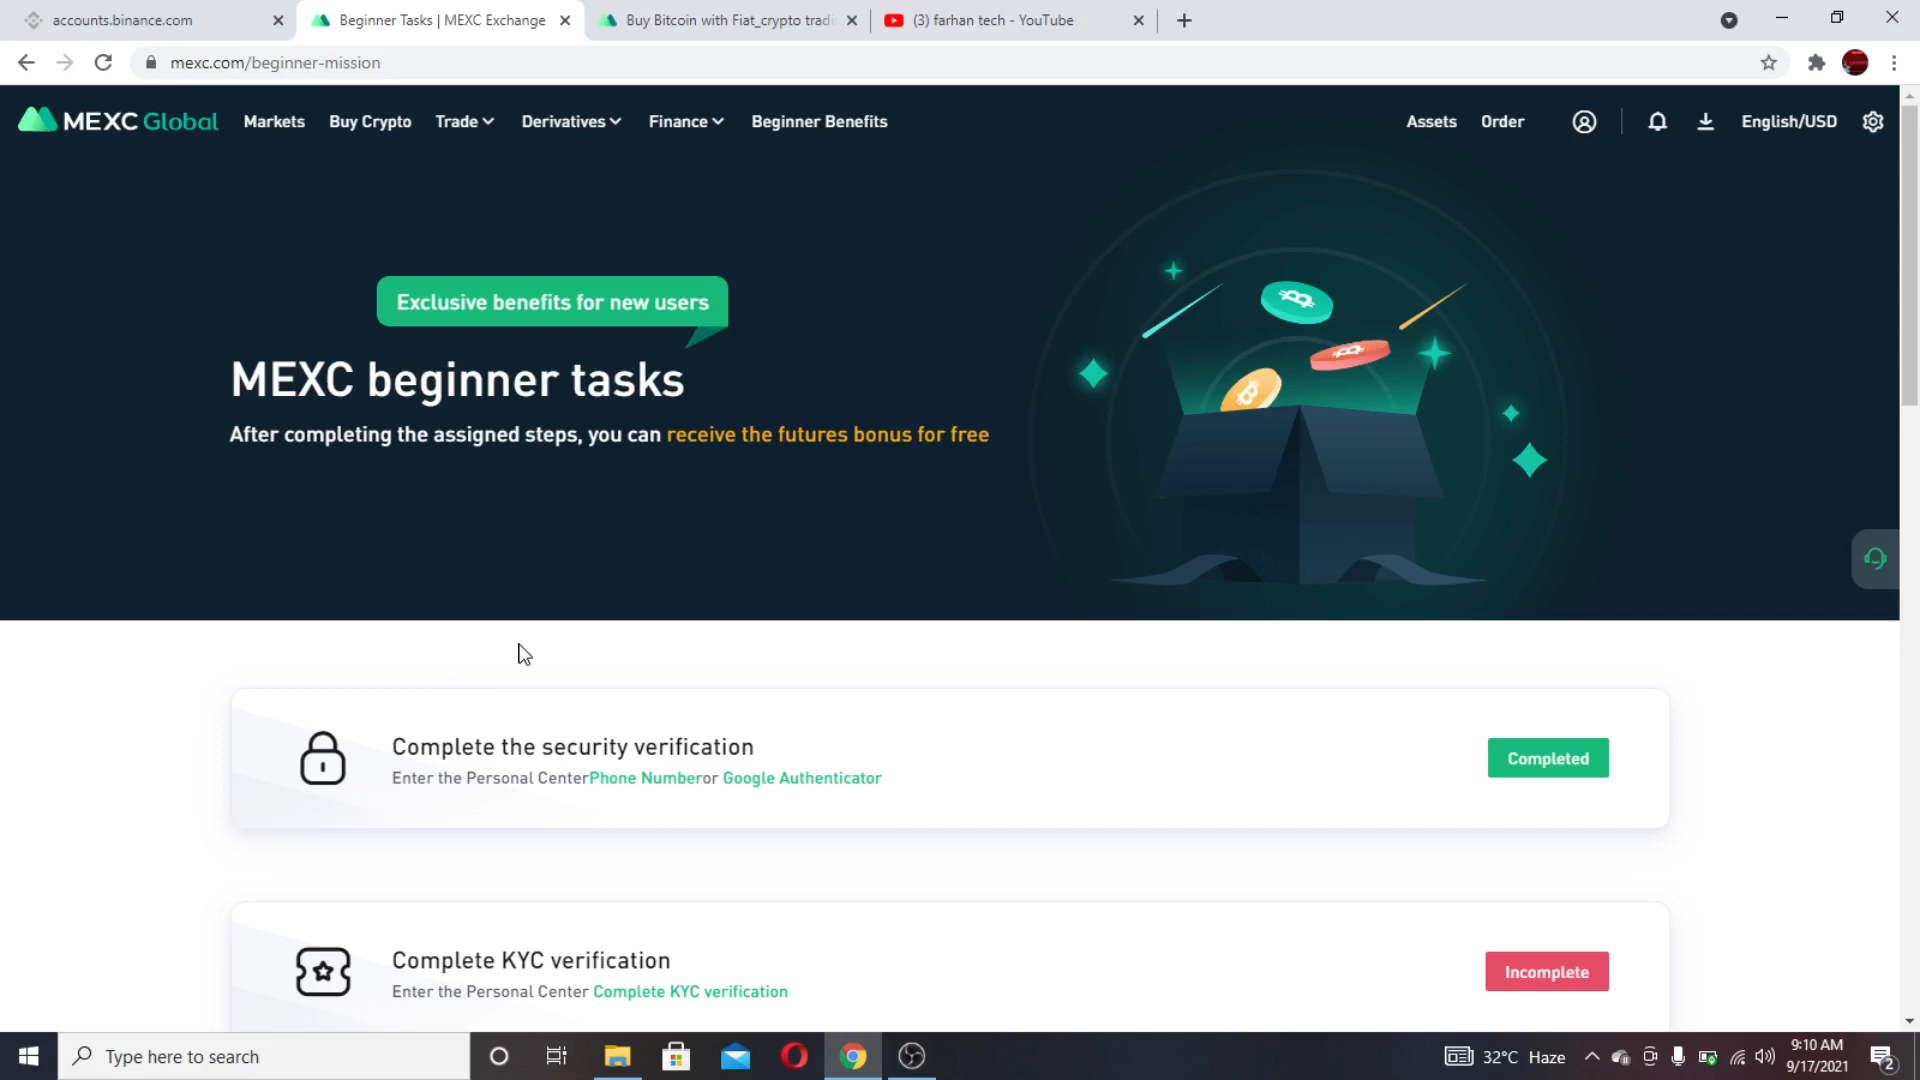 accounts.binance.com
Beginner Tasks | MEXC Exchange
Buy Bitcoin with Fiat_crypto tradi
(3) farhan tech - YouTube
mexc.com/beginner-mission
MEXC Global
Markets
Buy Crypto
Trade
Derivatives
Finance
Beginner Benefits
Assets
Order
English/USD
Exclusive benefits for new users
MEXC beginner tasks
After completing the assigned steps, you can receive the futures bonus for free
Complete the security verification
Enter the Personal CenterPhone Numberor Google Authenticator
Completed
Complete KYC verification
Enter the Personal Center Complete KYC verification
Incomplete
Type here to search
32°C Haze
9:10 AM
9/17/2021
2